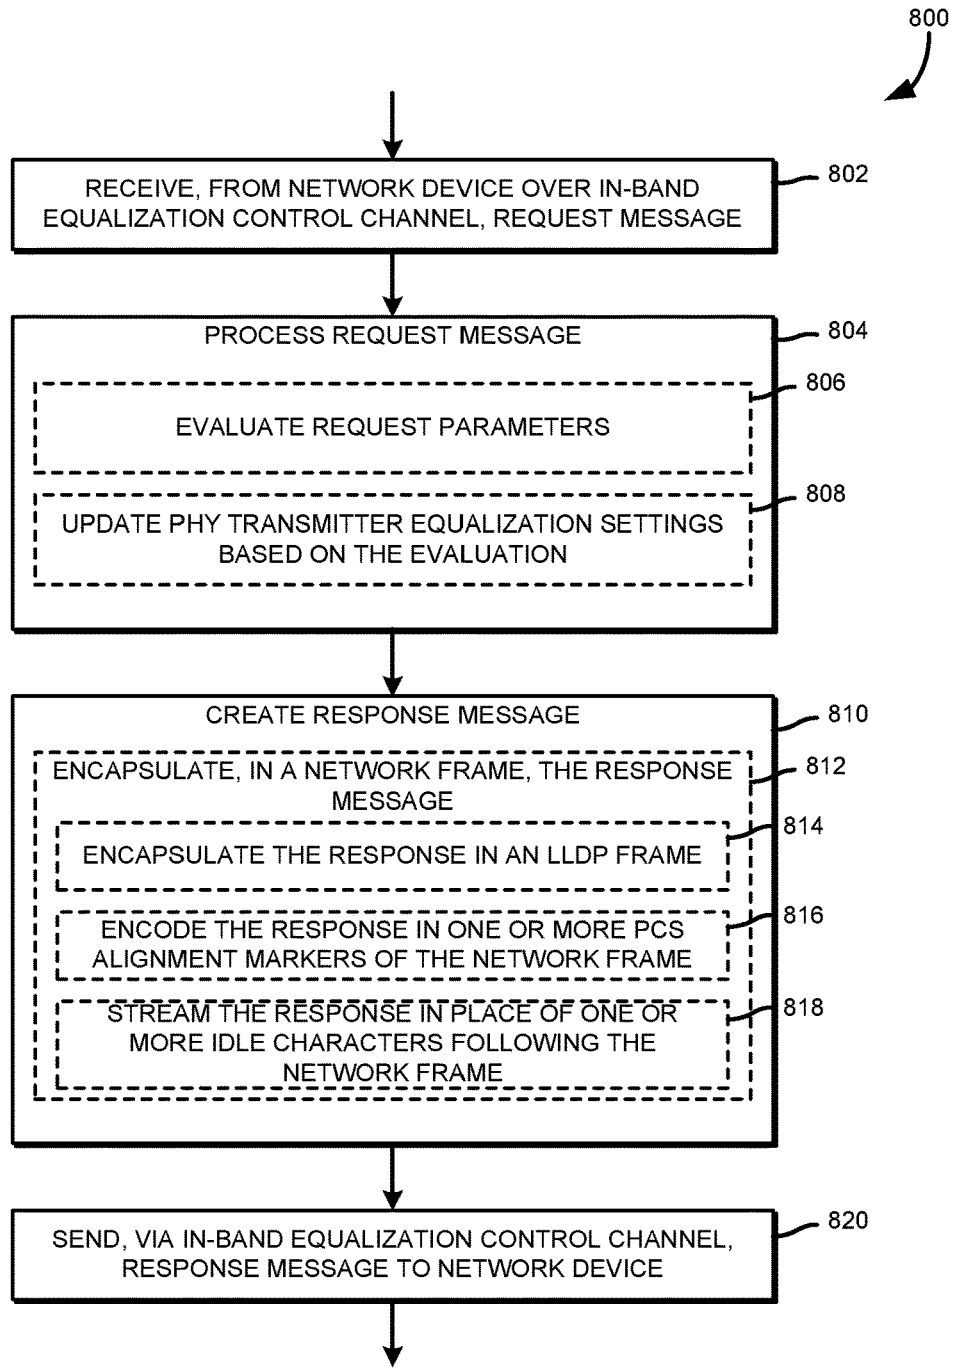 800
RECEIVE, FROM NETWORK DEVICE OVER IN-BAND
EQUALIZATION CONTROL CHANNEL, REQUEST MESSAGE
802
PROCESS REQUEST MESSAGE
804
806
EVALUATE REQUEST PARAMETERS
808
UPDATE PHY TRANSMITTER EQUALIZATION SETTINGS
BASED ON THE EVALUATION
CREATE RESPONSE MESSAGE
810
ENCAPSULATE, IN A NETWORK FRAME, THE RESPONSE
MESSAGE
812
814
ENCAPSULATE THE RESPONSE IN AN LLDP FRAME
816
ENCODE THE RESPONSE IN ONE OR MORE PCS
ALIGNMENT MARKERS OF THE NETWORK FRAME
818
STREAM THE RESPONSE IN PLACE OF ONE OR
MORE IDLE CHARACTERS FOLLOWING THE
NETWORK FRAME
820
SEND, VIA IN-BAND EQUALIZATION CONTROL CHANNEL,
RESPONSE MESSAGE TO NETWORK DEVICE